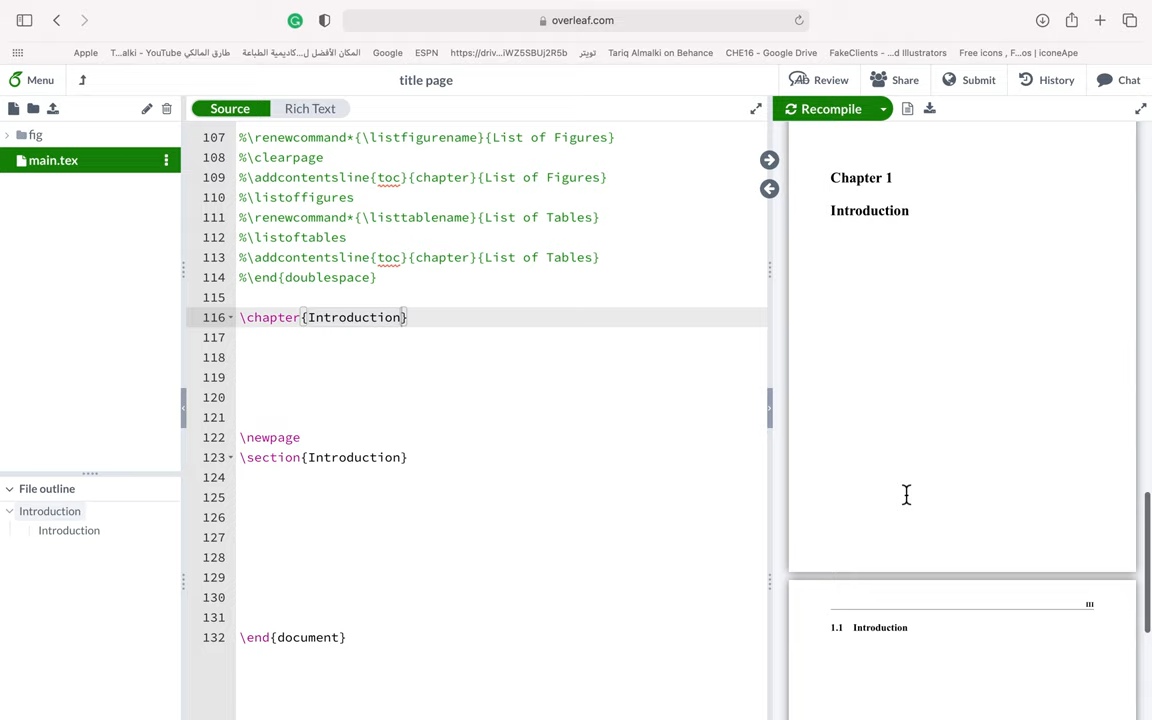 overleaf.com
Apple
T...alki - YouTube طارق المالكي
المكان الأفضل ل...كاديمية الطباعة
Google
ESPN
https://driv...iWZ5SBUj2R5b
تويتر
Tariq Almalki on Behance
CHE16 - Google Drive
FakeClients -...d Illustrators
Free icons , F...os | iconeApe
Menu
title page
Review
Share
Submit
History
Chat
Source
Rich Text
Recompile
fig
main.tex
107 %\renewcommand*{\listfigurename}{List of Figures}
108 %\clearpage
109 %\addcontentsline{toc}{chapter}{List of Figures}
110 %\listoffigures
111 %\renewcommand*{\listtablename}{List of Tables}
112 %\listoftables
113 %\addcontentsline{toc}{chapter}{List of Tables}
114 %\end{doublespace}
115
116 \chapter{Introduction}
117
118
119
120
121
122 \newpage
123 \section{Introduction}
124
125
126
127
128
129
130
131
132 \end{document}
File outline
Introduction
Introduction
Chapter 1
Introduction
III
1.1 Introduction